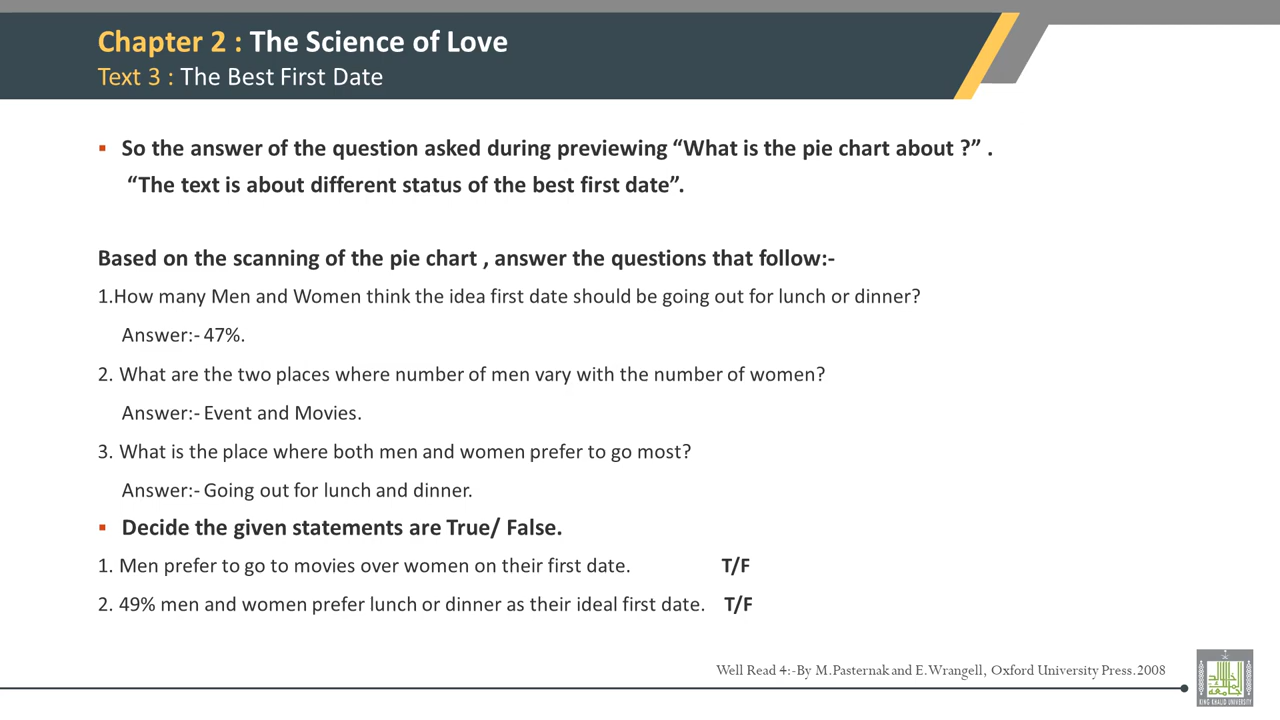 Chapter 2 : The Science of Love
Text 3 : The Best First Date
▪ So the answer of the question asked during previewing “What is the pie chart about ?” .
“The text is about different status of the best first date”.
Based on the scanning of the pie chart , answer the questions that follow:-
1.How many Men and Women think the idea first date should be going out for lunch or dinner?
Answer:- 47%.
2. What are the two places where number of men vary with the number of women?
Answer:- Event and Movies.
3. What is the place where both men and women prefer to go most?
Answer:- Going out for lunch and dinner.
▪ Decide the given statements are True/ False.
1. Men prefer to go to movies over women on their first date. T/F
2. 49% men and women prefer lunch or dinner as their ideal first date. T/F
Well Read 4:-By M.Pasternak and E.Wrangell, Oxford University Press.2008
KING KHALID UNIVERSITY